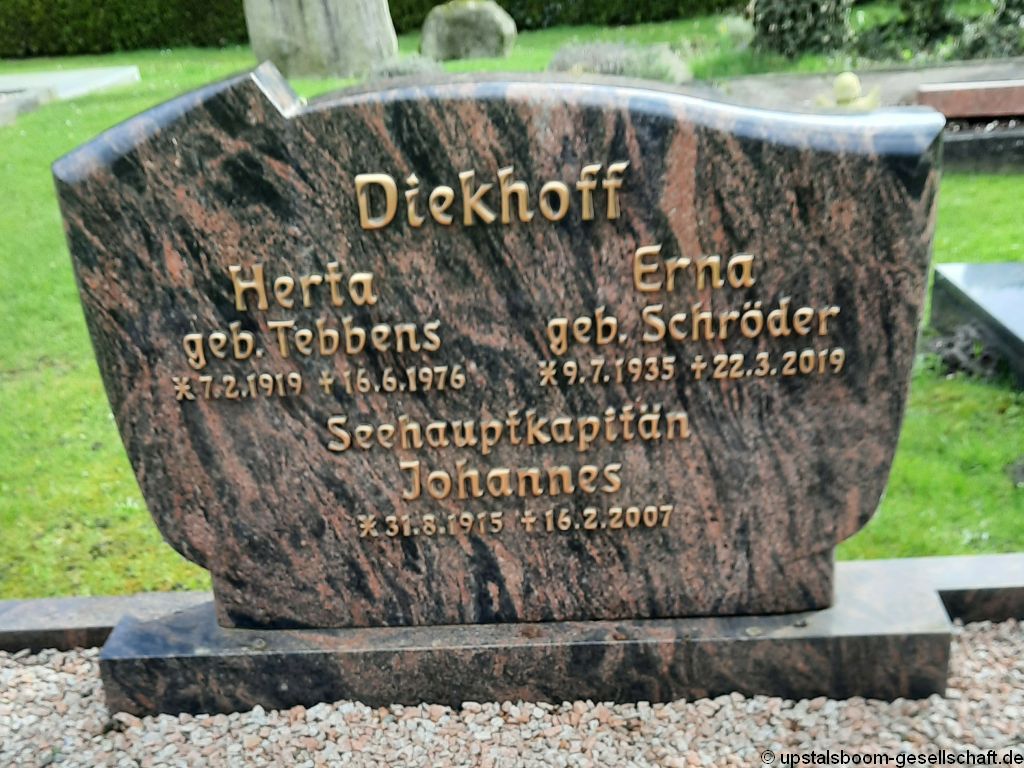 Diekhoff
Herta
geb. Tebbens
* 7.2.1919 † 16.6.1976
Erna
geb. Schröder
* 9.7.1935 † 22.3.2019
Seehauptkapitän
Johannes
* 31.8.1915 † 16.2.2007
© upstalsboom-gesellschaft.de